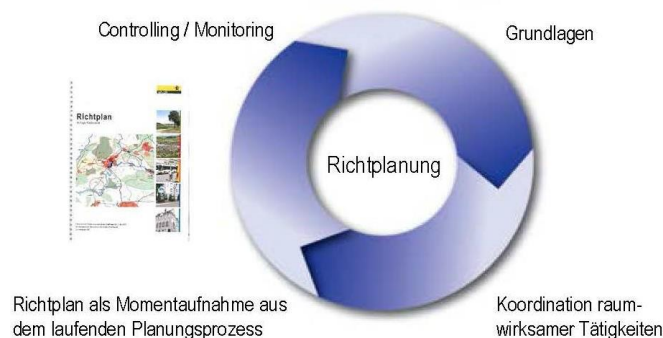 Controlling / Monitoring
Grundlagen
Richtplan
Richtplanung
Richtplan als Momentaufnahme aus
dem laufenden Planungsprozess
Koordination raum-
wirksamer Tätigkeiten